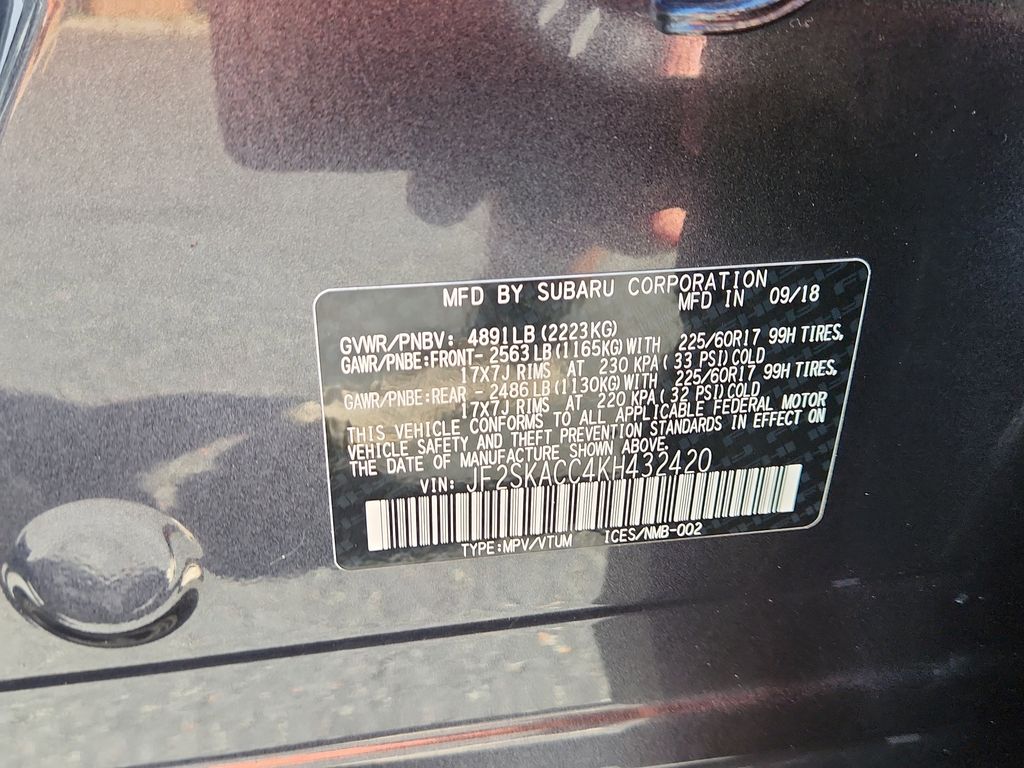 MFD BY SUBARU CORPORATION
MFD IN 09/18
GVWR/PNBV: 4891LB(2223KG)
GAWR/PNBE:FRONT- 2563LB(1165KG)WITH 225/60R17 99H TIRES,
17X7J RIMS AT 230 KPA(33 PSI)COLD
GAWR/PNBE:REAR - 2486LB(1130KG)WITH 225/60R17 99H TIRES,
17X7J RIMS AT 220 KPA(32 PSI)COLD
THIS VEHICLE CONFORMS TO ALL APPLICABLE FEDERAL MOTOR
VEHICLE SAFETY AND THEFT PREVENTION STANDARDS IN EFFECT ON
THE DATE OF MANUFACTURE SHOWN ABOVE.
VIN: JF2SKACC4KH432420
TYPE:MPV/VTUM ICES/NMB-002